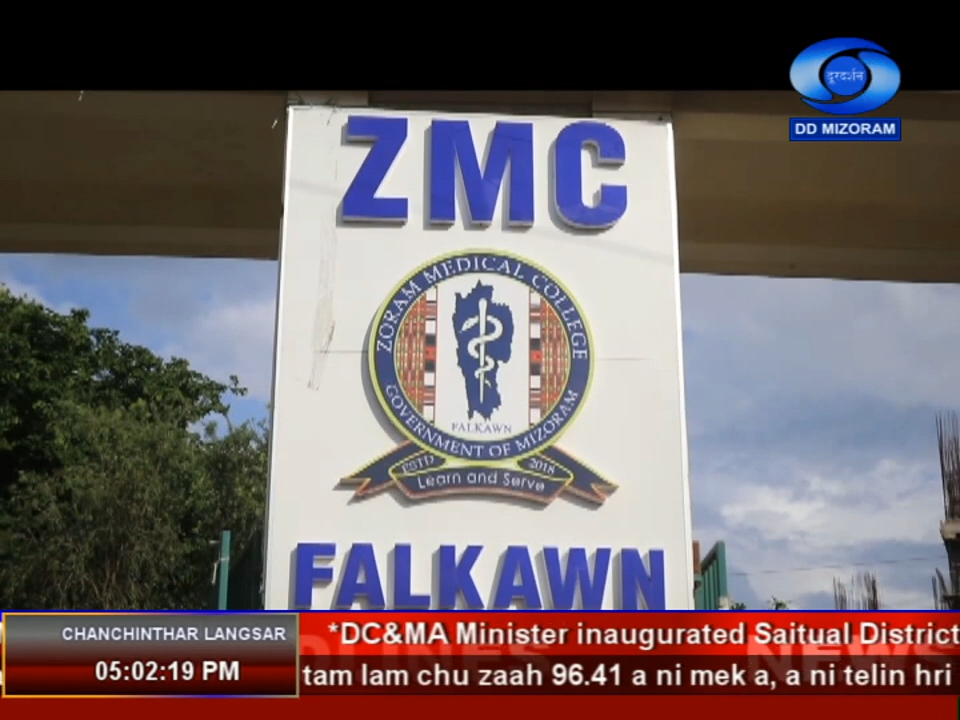 दूरदर्शन
DD MIZORAM
ZMC
ZORAM MEDICAL COLLEGE
FALKAWN
GOVERNMENT OF MIZORAM
ESTD 2018
Learn and Serve
FALKAWN
CHANCHINTHAR LANGSAR
05:02:19 PM
*DC&MA Minister inaugurated Saitual District
tam lam chu zaah 96.41 a ni mek a, a ni telin hri